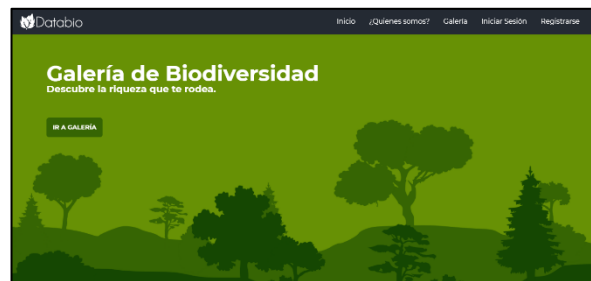 Databio
Inicio ¿Quienes somos? Galeria Iniciar Sesión Registrarse
Galería de Biodiversidad
Descubre la riqueza que te rodea.
IR A GALERÍA